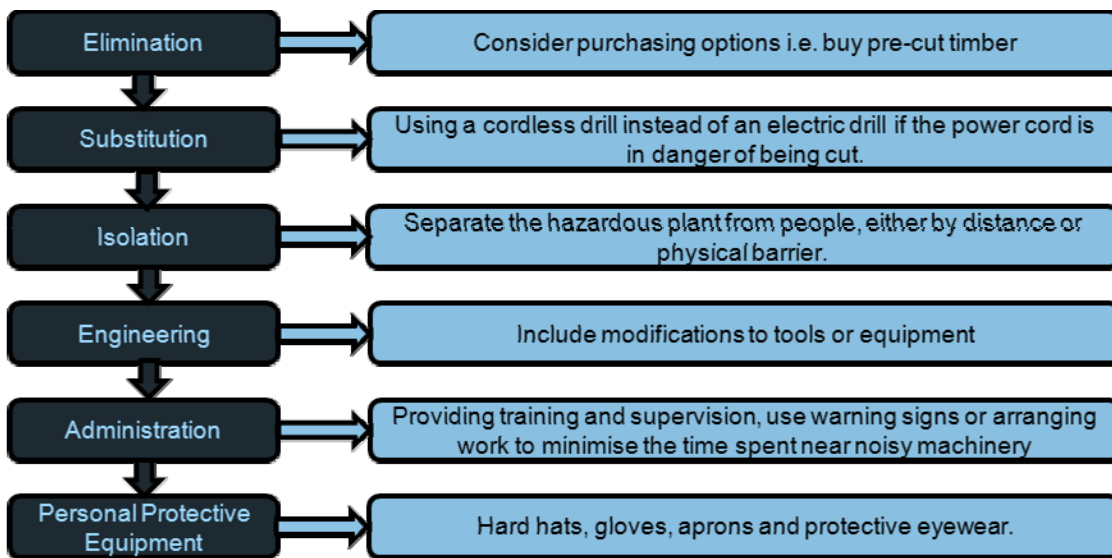 Elimination
Consider purchasing options i.e. buy pre-cut timber
Substitution
Using a cordless drill instead of an electric drill if the power cord is
in danger of being cut.
Isolation
Separate the hazardous plant from people, either by distance or
physical barrier.
Engineering
Include modifications to tools or equipment
Administration
Providing training and supervision, use warning signs or arranging
work to minimise the time spent near noisy machinery
Personal Protective
Equipment
Hard hats, gloves, aprons and protective eyewear.